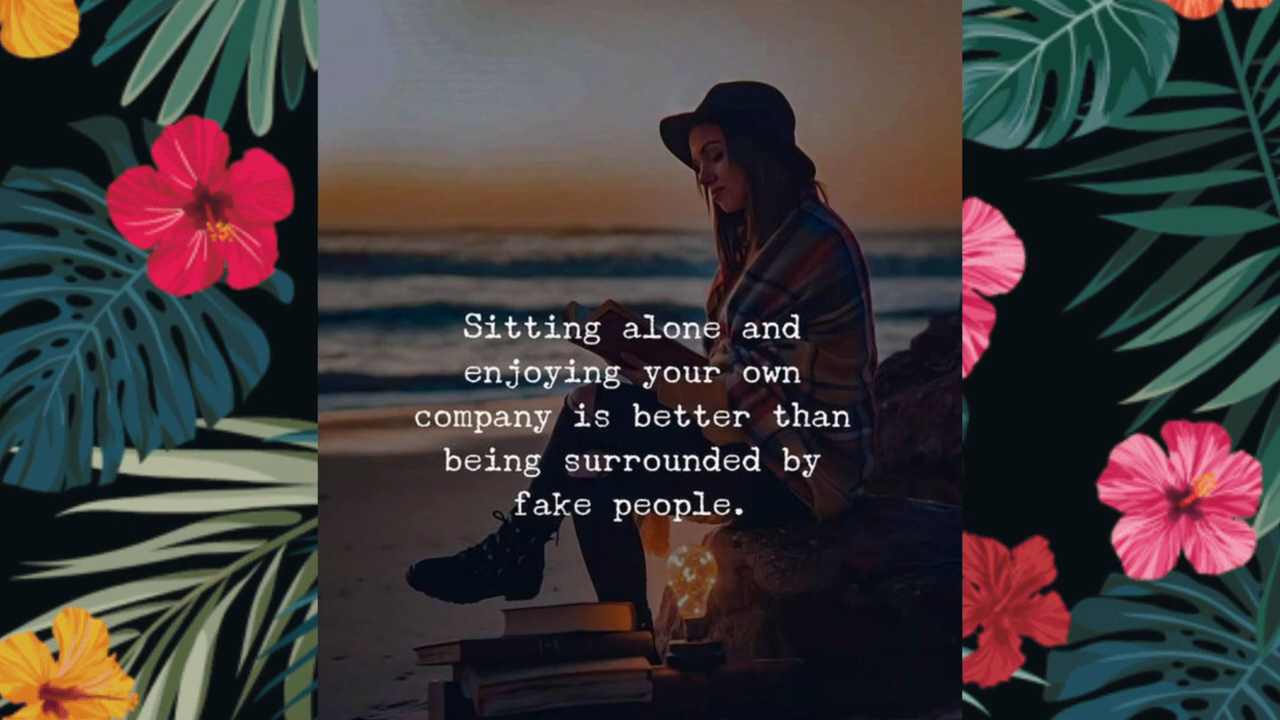 Sitting alone and
enjoying your own
company is better than
being surrounded by
fake people.